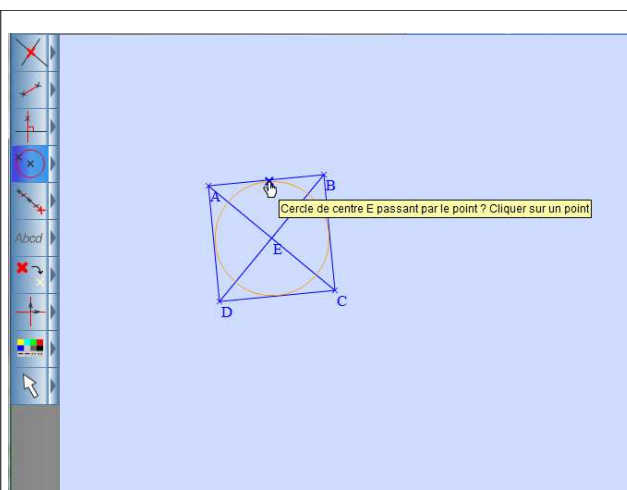 Abcd
A
B
Cercle de centre E passant par le point ? Cliquer sur un point
E
C
D